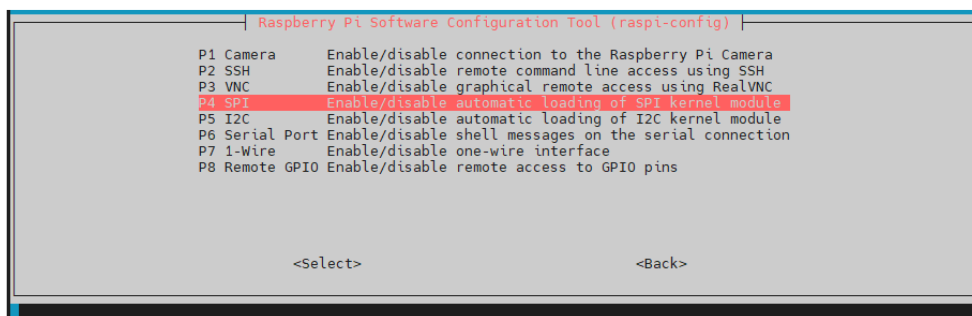 Raspberry Pi Software Configuration Tool (raspi-config)
P1 Camera Enable/disable connection to the Raspberry Pi Camera
P2 SSH Enable/disable remote command line access using SSH
P3 VNC Enable/disable graphical remote access using RealVNC
P4 SPI Enable/disable automatic loading of SPI kernel module
P5 I2C Enable/disable automatic loading of I2C kernel module
P6 Serial Port Enable/disable shell messages on the serial connection
P7 1-Wire Enable/disable one-wire interface
P8 Remote GPIO Enable/disable remote access to GPIO pins
<Select> <Back>